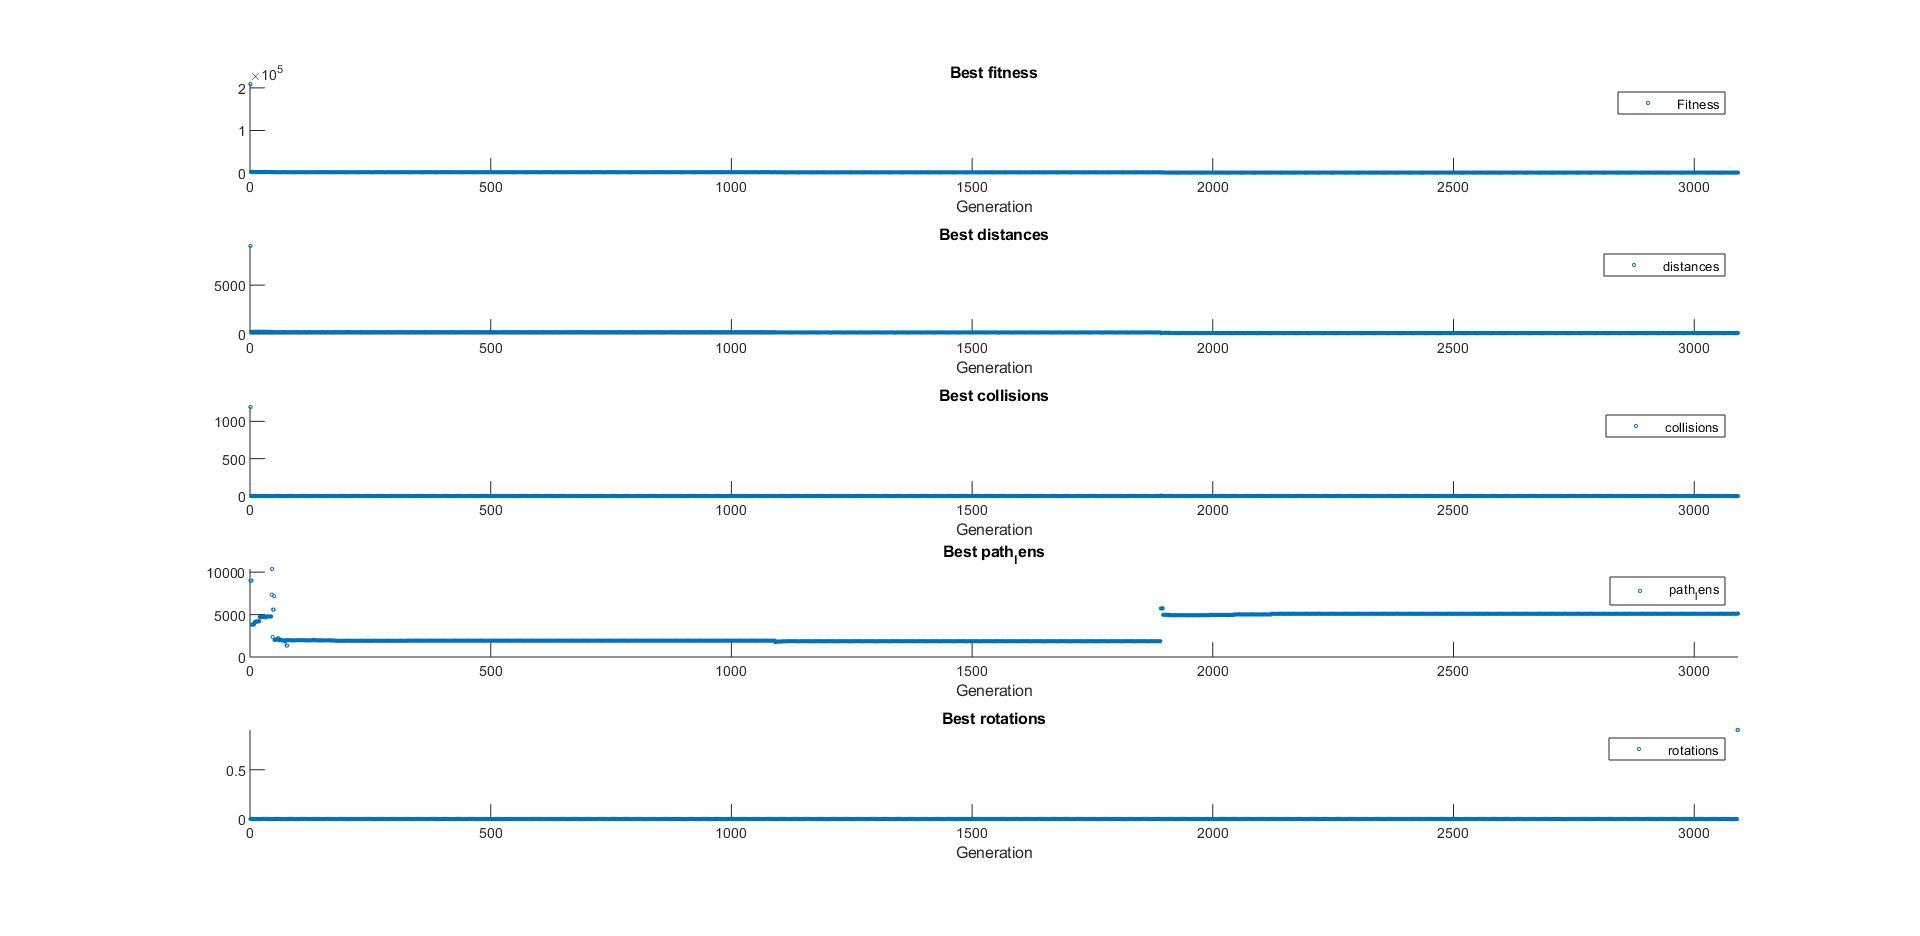 Best fitness
×10^5
Fitness
2
1
0
0 500 1000 1500 2000 2500 3000
Generation
Best distances
distances
5000
0
0 500 1000 1500 2000 2500 3000
Generation
Best collisions
collisions
1000
500
0
0 500 1000 1500 2000 2500 3000
Generation
Best path_lens
path_lens
10000
5000
0
0 500 1000 1500 2000 2500 3000
Generation
Best rotations
rotations
0.5
0
0 500 1000 1500 2000 2500 3000
Generation